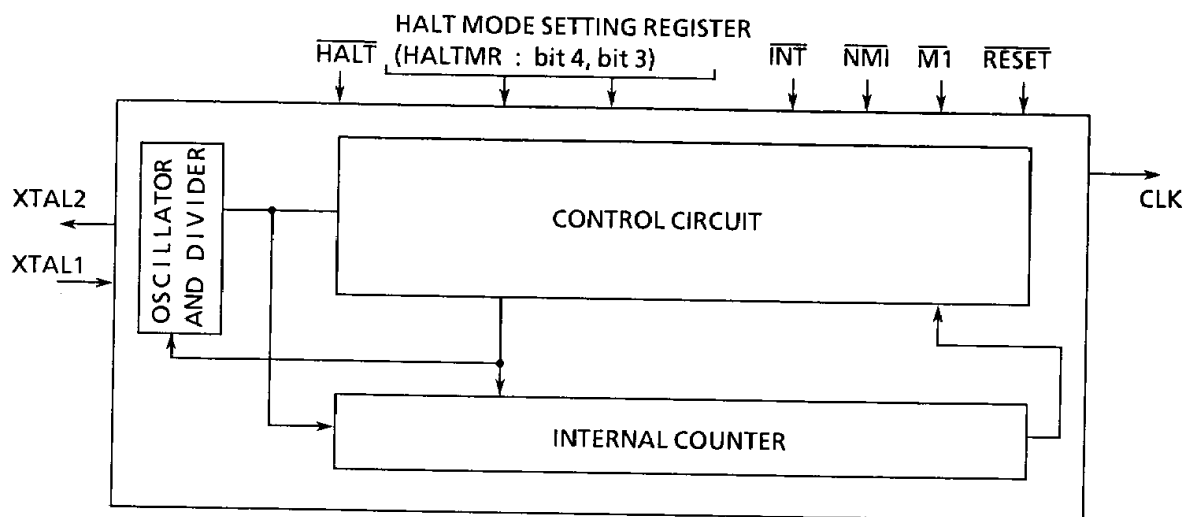 HALT MODE SETTING REGISTER
(HALTMR : bit 4, bit 3)
HALT
INT
NMI
M1
RESET
XTAL2
XTAL1
OSCILLATOR
AND DIVIDER
CONTROL CIRCUIT
CLK
INTERNAL COUNTER